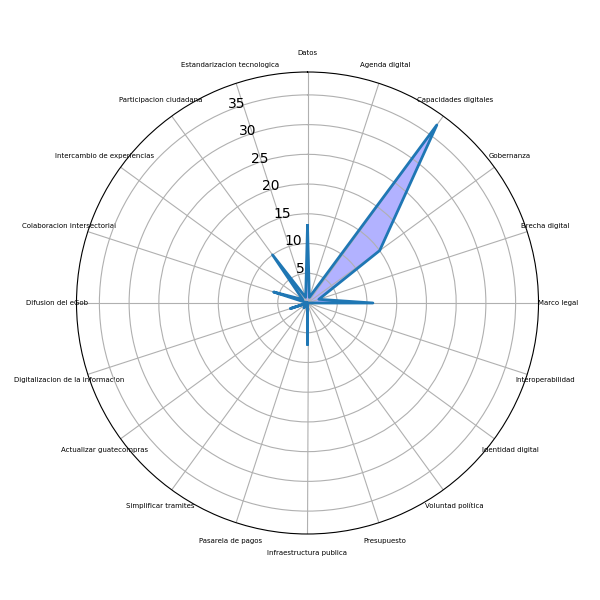 Datos
Estandarizacion tecnologica
Agenda digital
Participacion ciudadana
35
Capacidades digitales
30
Intercambio de experiencias
25
Gobernanza
20
15
Colaboracion intersectorial
Brecha digital
10
5
Difusion del eGob
Marco legal
Digitalizacion de la informacion
Interoperabilidad
Actualizar guatecompras
Identidad digital
Simplificar tramites
Voluntad política
Pasarela de pagos
Presupuesto
Infraestructura publica